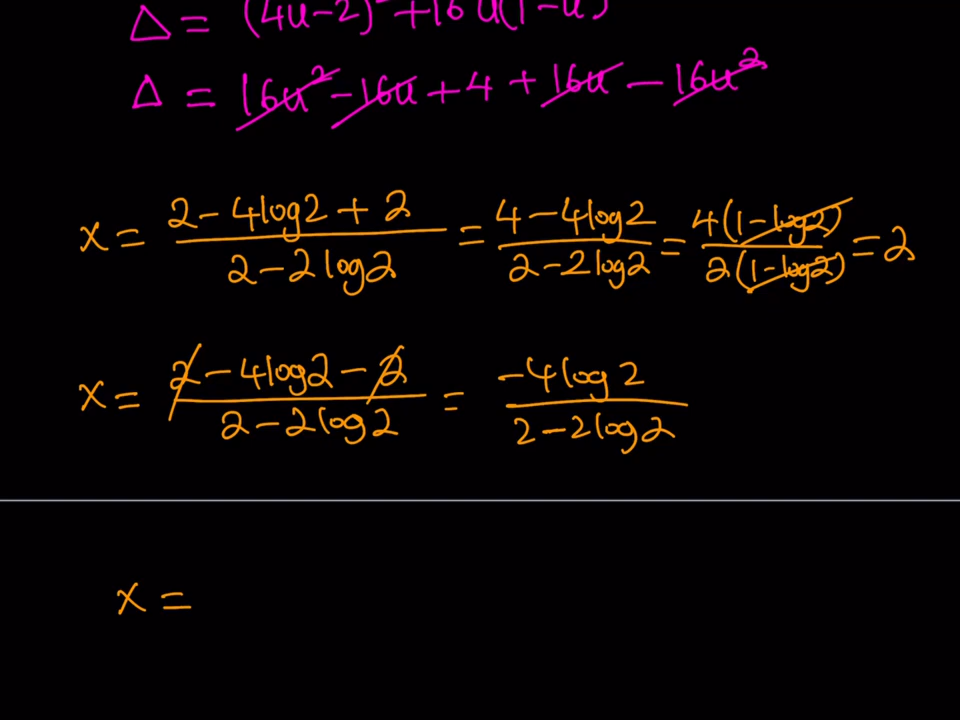 Δ = (4u-2)² + 16u(1-u)
Δ = 16u² - 16u + 4 + 16u - 16u²
x = (2 - 4log2 + 2)/(2 - 2log2) = (4 - 4log2)/(2 - 2log2) = 4(1-log2)/2(1-log2) = 2
x = (2 - 4log2 - 2)/(2 - 2log2) = (-4log2)/(2 - 2log2)
x =